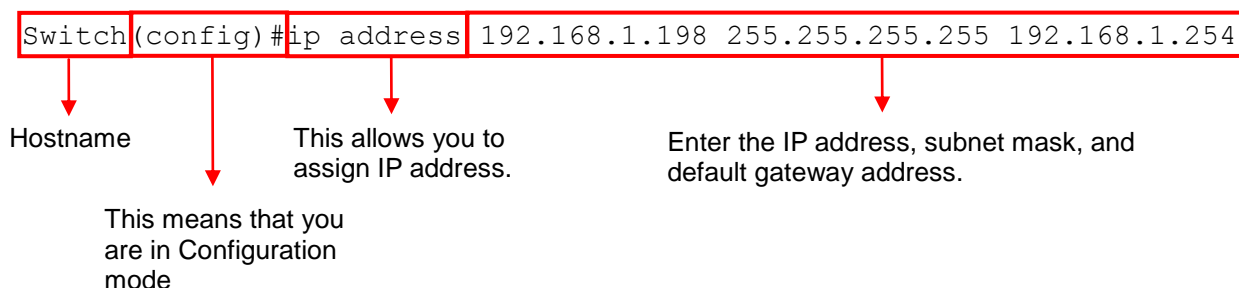 Switch(config)#ip address 192.168.1.198 255.255.255.255 192.168.1.254
Hostname
This allows you to
assign IP address.
Enter the IP address, subnet mask, and
default gateway address.
This means that you
are in Configuration
mode